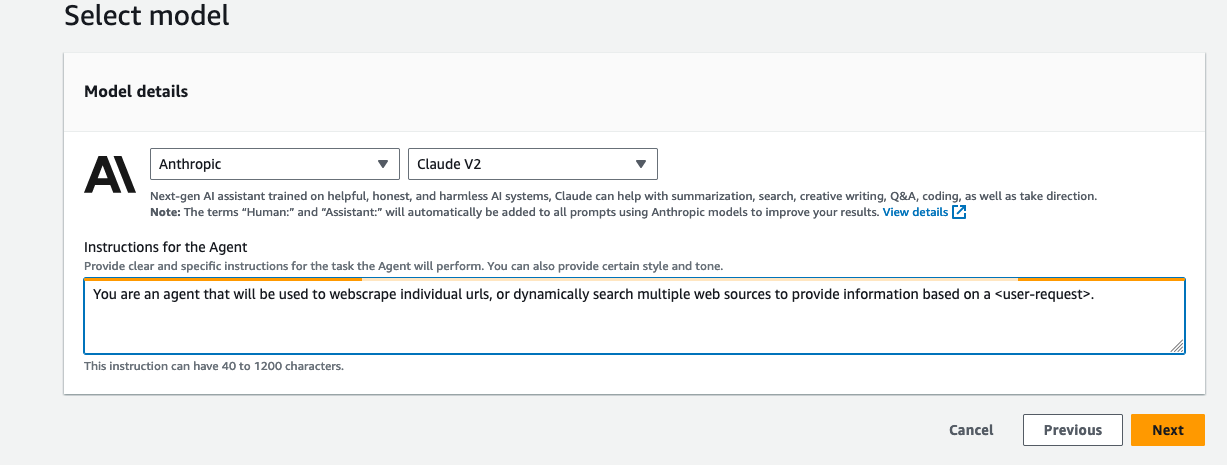 Select model
Model details
AI
Anthropic
Claude V2
Next-gen AI assistant trained on helpful, honest, and harmless AI systems, Claude can help with summarization, search, creative writing, Q&A, coding, as well as take direction.
Note: The terms “Human:” and “Assistant:” will automatically be added to all prompts using Anthropic models to improve your results. View details
Instructions for the Agent
Provide clear and specific instructions for the task the Agent will perform. You can also provide certain style and tone.
You are an agent that will be used to webscrape individual urls, or dynamically search multiple web sources to provide information based on a <user-request>.
This instruction can have 40 to 1200 characters.
Cancel
Previous
Next